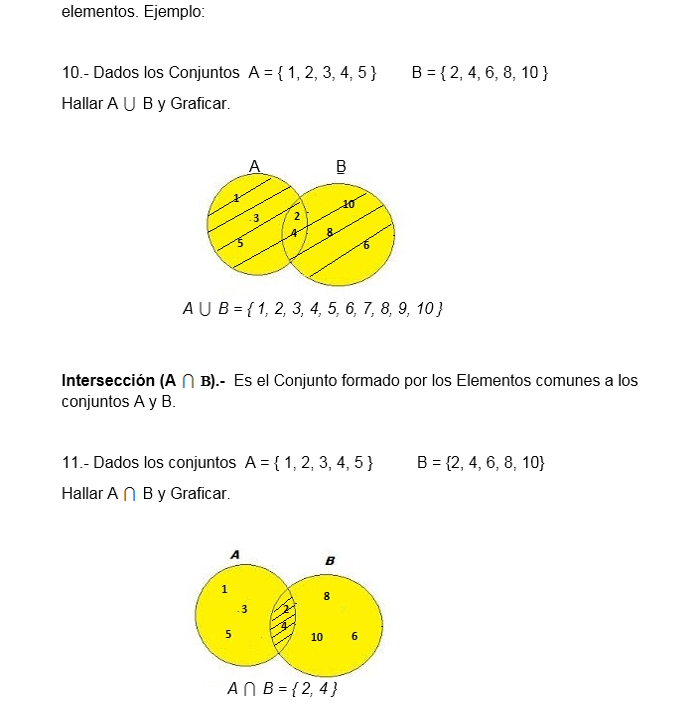 elementos. Ejemplo:
10.- Dados los Conjuntos A = { 1, 2, 3, 4, 5 } B = { 2, 4, 6, 8, 10 }
Hallar A ⋃ B y Graficar.
A B
1
3
5
2
4
10
8
6
A ⋃ B = { 1, 2, 3, 4, 5, 6, 7, 8, 9, 10 }
Intersección (A ⋂ B).- Es el Conjunto formado por los Elementos comunes a los
conjuntos A y B.
11.- Dados los conjuntos A = { 1, 2, 3, 4, 5 } B = {2, 4, 6, 8, 10}
Hallar A ⋂ B y Graficar.
A B
1
3
5
2
4
8
10 6
A ⋂ B = { 2, 4 }